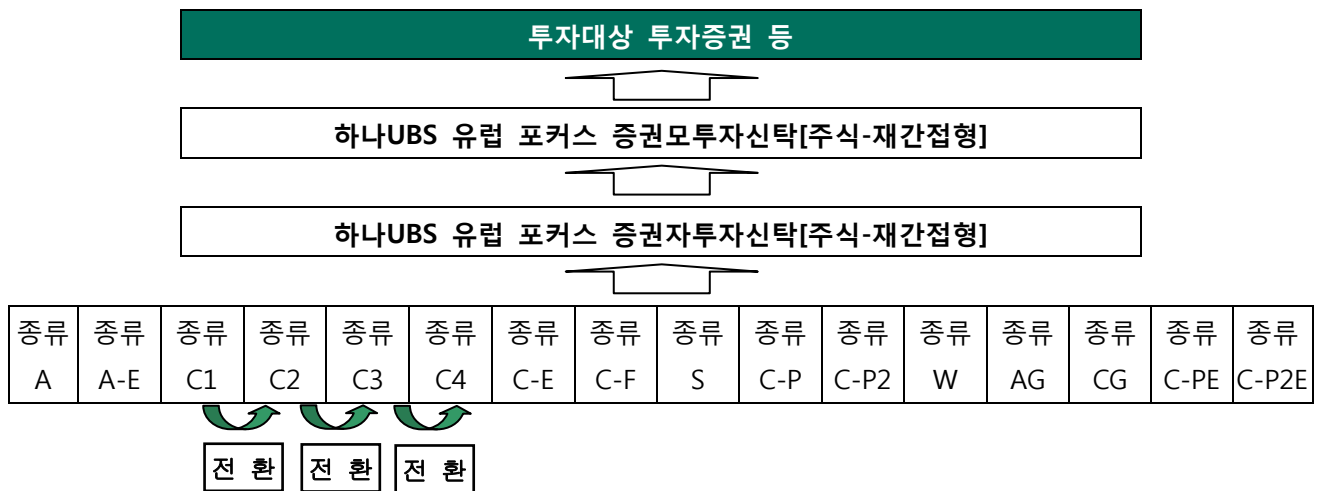 투자대상 투자증권 등
하나UBS 유럽 포커스 증권모투자신탁[주식-재간접형]
하나UBS 유럽 포커스 증권자투자신탁[주식-재간접형]
종류 종류 종류 종류 종류 종류 종류 종류 종류 종류 종류 종류 종류 종류 종류 종류
A A-E C1 C2 C3 C4 C-E C-F S C-P C-P2 W AG CG C-PE C-P2E
전 환 전 환 전 환